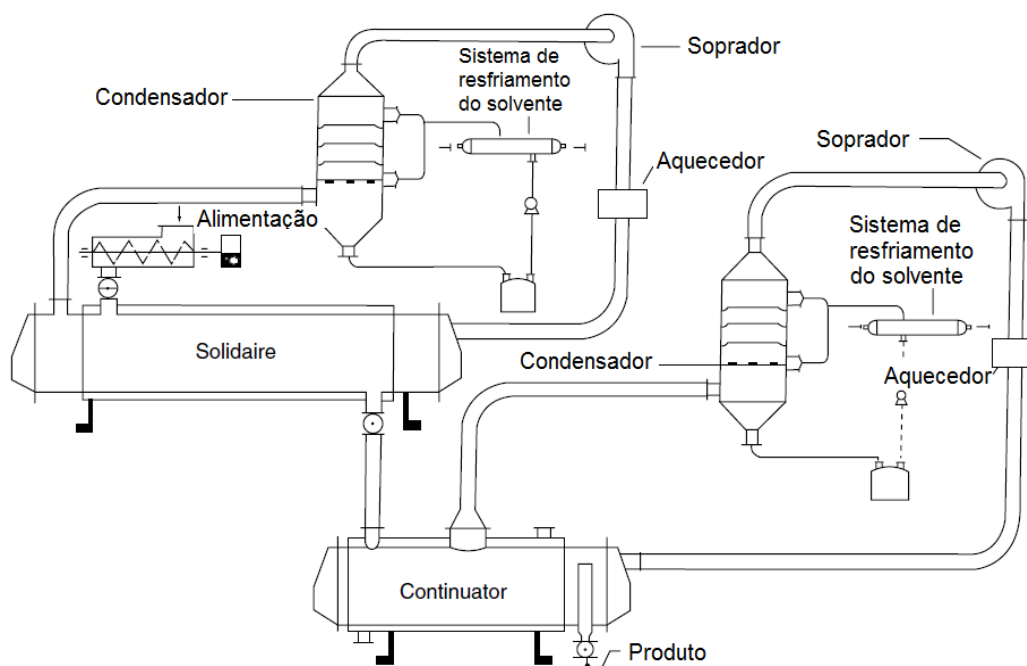 Soprador
Sistema de
resfriamento
do solvente
Condensador
Aquecedor
Alimentação
Solidaire
Soprador
Sistema de
resfriamento
do solvente
Condensador
Aquecedor
Continuator
Produto